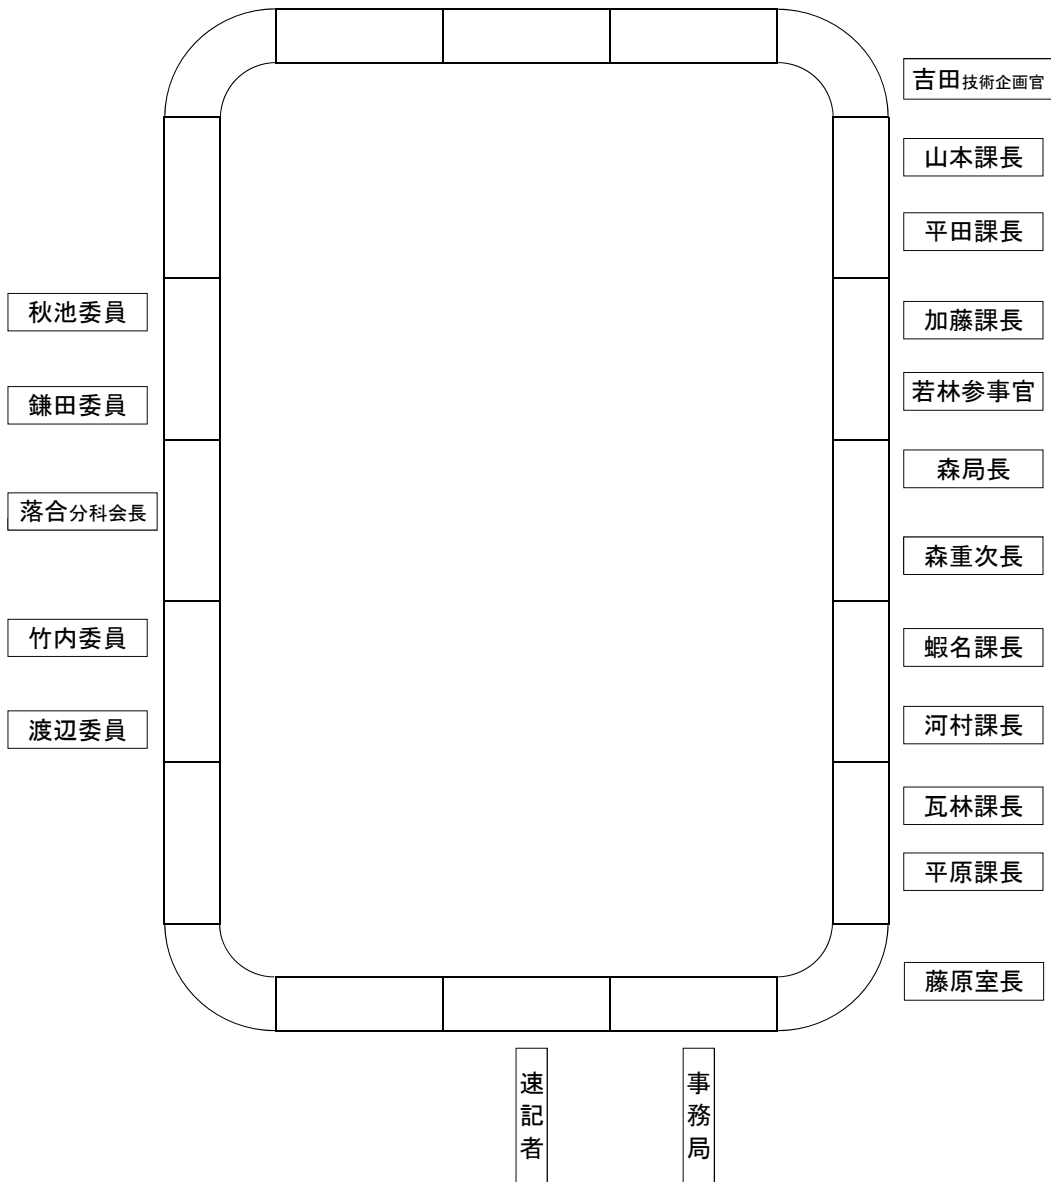 吉田技術企画官
山本課長
平田課長
秋池委員
加藤課長
鎌田委員
若林参事官
森局長
落合分科会長
森重次長
竹内委員
蝦名課長
渡辺委員
河村課長
瓦林課長
平原課長
藤原室長
速記者
事務局